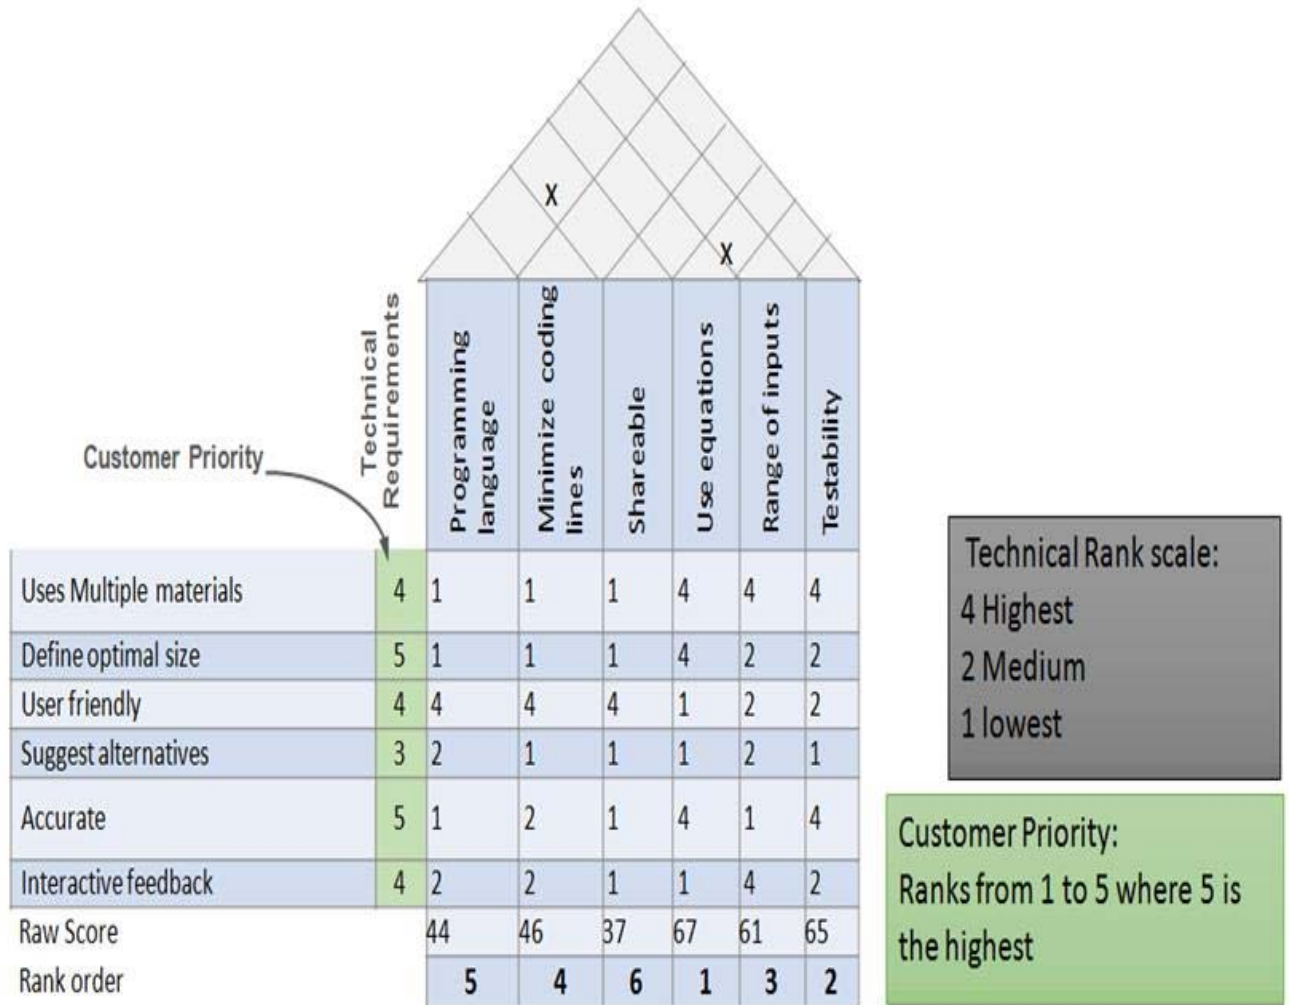 X
X
Technical
Requirements
Customer Priority
Programming
language
Minimize coding
lines
Shareable
Use equations
Range of inputs
Testability
Uses Multiple materials 4 1 1 1 4 4 4
Define optimal size 5 1 1 1 4 2 2
User friendly 4 4 4 4 1 2 2
Suggest alternatives 3 2 1 1 1 2 1
Accurate 5 1 2 1 4 1 4
Interactive feedback 4 2 2 1 1 4 2
Raw Score 44 46 37 67 61 65
Rank order 5 4 6 1 3 2
Technical Rank scale:
4 Highest
2 Medium
1 lowest
Customer Priority:
Ranks from 1 to 5 where 5 is
the highest